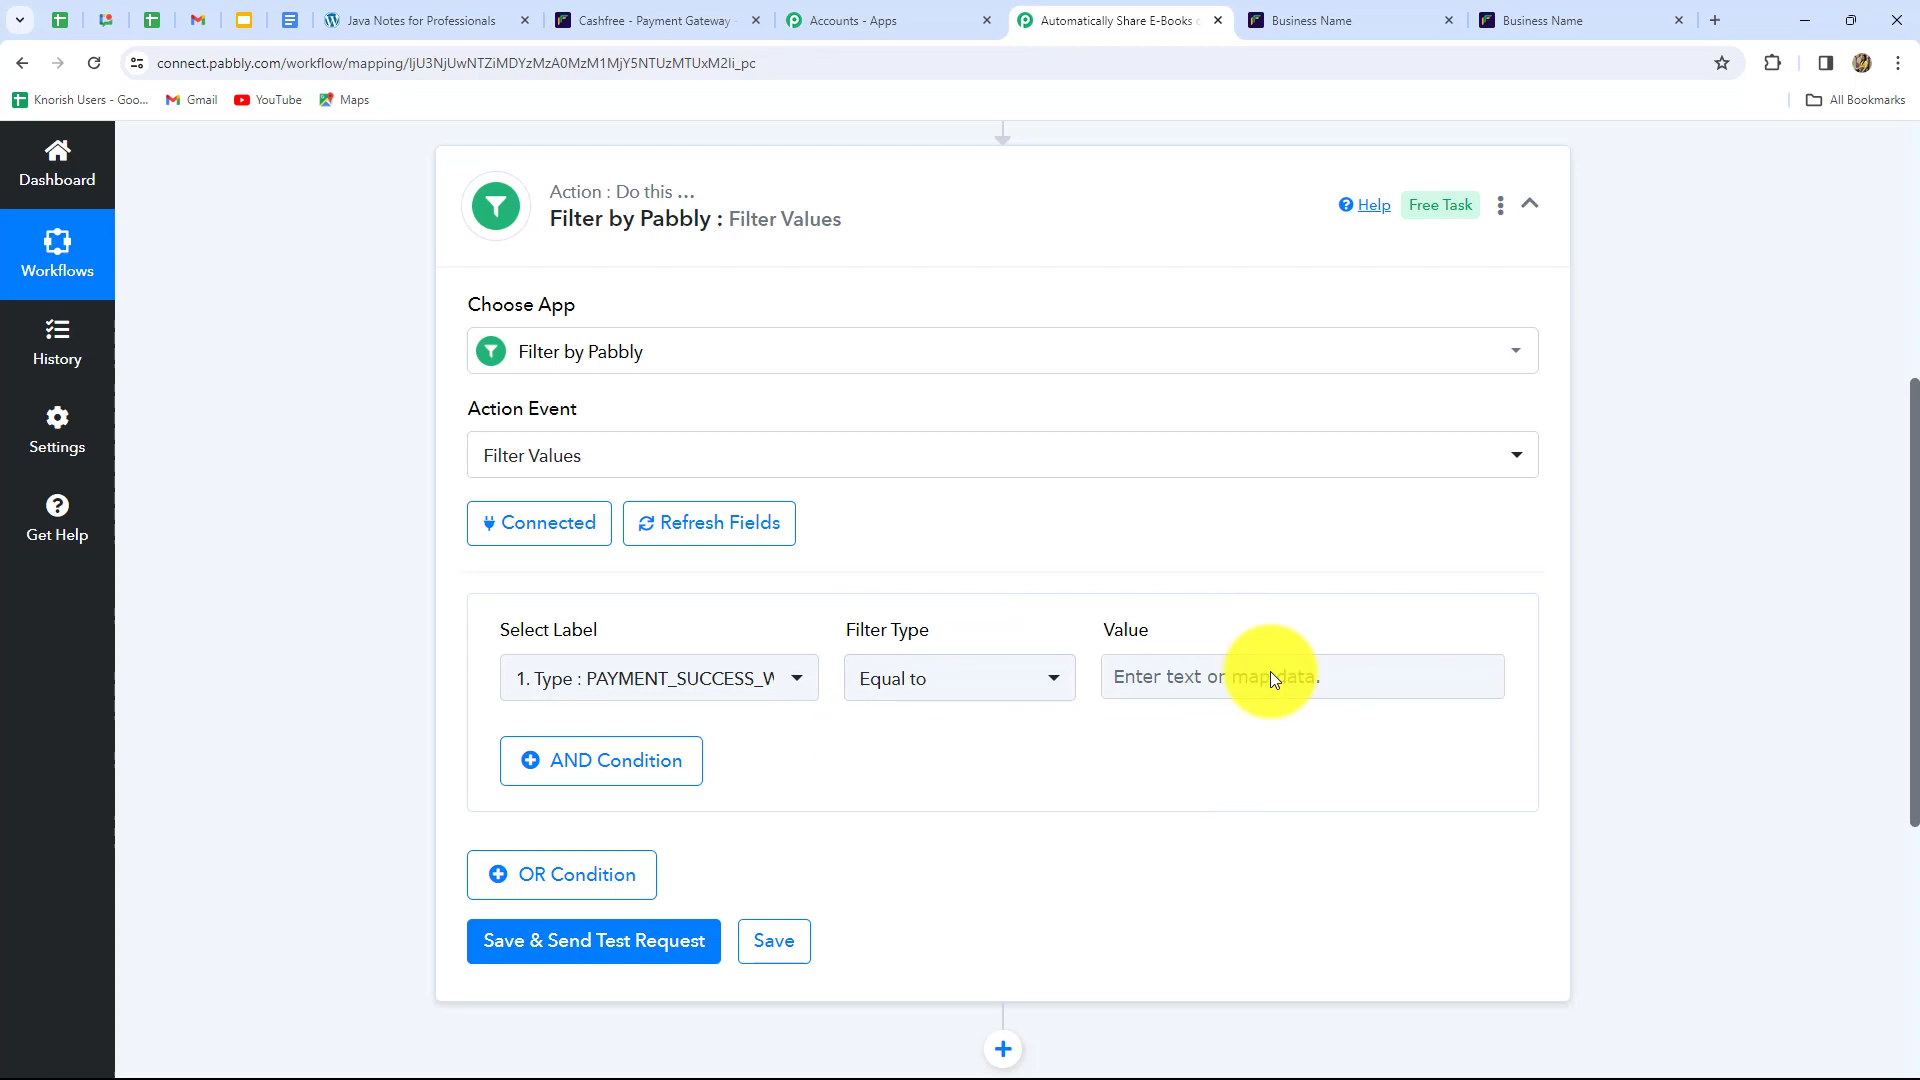 Java Notes for Professionals
Cashfree - Payment Gateway
Accounts - Apps
Automatically Share E-Books
Business Name
Business Name
connect.pabbly.com/workflow/mapping/IjU3NjUwNTZiMDYzMzA0MzM1MjY5NTUzMTUxM2Ii_pc
Knorish Users - Goo...
Gmail
YouTube
Maps
All Bookmarks
Dashboard
Workflows
History
Settings
Get Help
Action : Do this ...
Filter by Pabbly : Filter Values
Help
Free Task
Choose App
Filter by Pabbly
Action Event
Filter Values
Connected
Refresh Fields
Select Label
Filter Type
Value
1. Type : PAYMENT_SUCCESS_W
Equal to
Enter text or map data.
AND Condition
OR Condition
Save & Send Test Request
Save